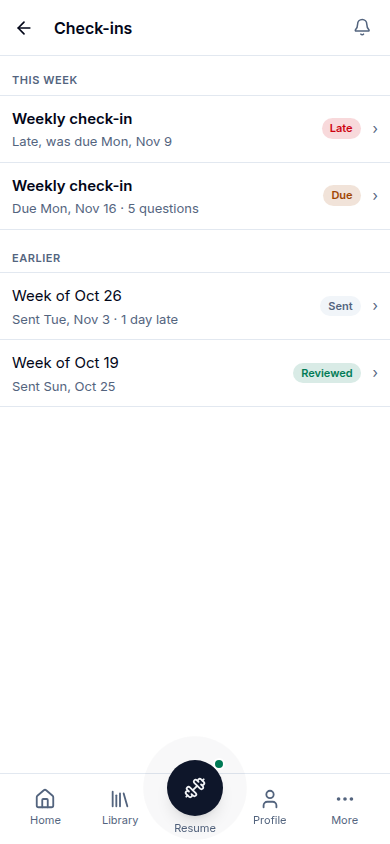 Check-ins
THIS WEEK
Weekly check-in
Late, was due Mon, Nov 9
Late
Weekly check-in
Due Mon, Nov 16 · 5 questions
Due
EARLIER
Week of Oct 26
Sent Tue, Nov 3 · 1 day late
Sent
Week of Oct 19
Sent Sun, Oct 25
Reviewed
Home
Library
Resume
Profile
More